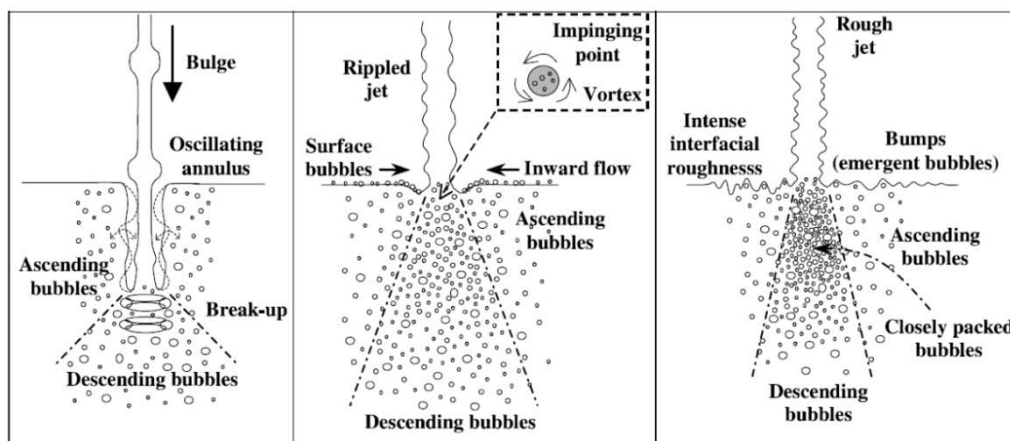 Bulge
Oscillating
annulus
Ascending
bubbles
Break-up
Descending bubbles
Impinging
point
Vortex
Rippled
jet
Surface
bubbles
Inward flow
Ascending
bubbles
Descending bubbles
Rough
jet
Intense
interfacial
roughnesss
Bumps
(emergent bubbles)
Ascending
bubbles
Closely packed
bubbles
Descending
bubbles